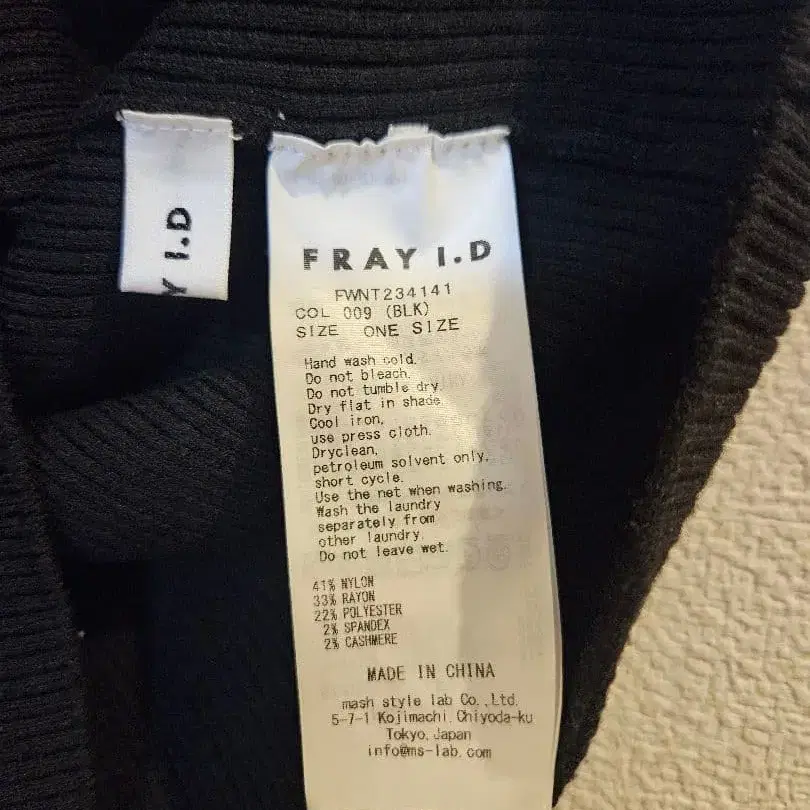 Y I.D
FRAY I.D
FWNT234141
COL 009 (BLK)
SIZE ONE SIZE
Hand wash cold.
Do not bleach.
Do not tumble dry.
Dry flat in shade.
Cool iron,
use press cloth.
Dryclean,
petroleum solvent only,
short cycle.
Use the net when washing.
Wash the laundry
separately from
other laundry.
Do not leave wet.
41% NYLON
33% RAYON
22% POLYESTER
2% SPANDEX
2% CASHMERE
MADE IN CHINA
mash style lab Co.,Ltd.
5-7-1 Kojimachi Chiyoda-ku
Tokyo, Japan
info@ms-lab.com